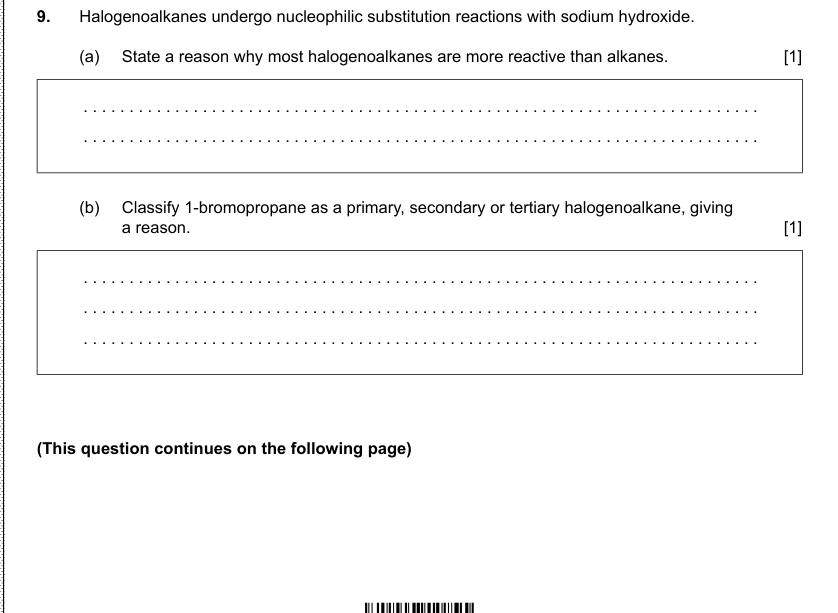 9. Halogenoalkanes undergo nucleophilic substitution reactions with sodium hydroxide.
(a) State a reason why most halogenoalkanes are more reactive than alkanes. [1]
(b) Classify 1-bromopropane as a primary, secondary or tertiary halogenoalkane, giving
a reason. [1]
(This question continues on the following page)